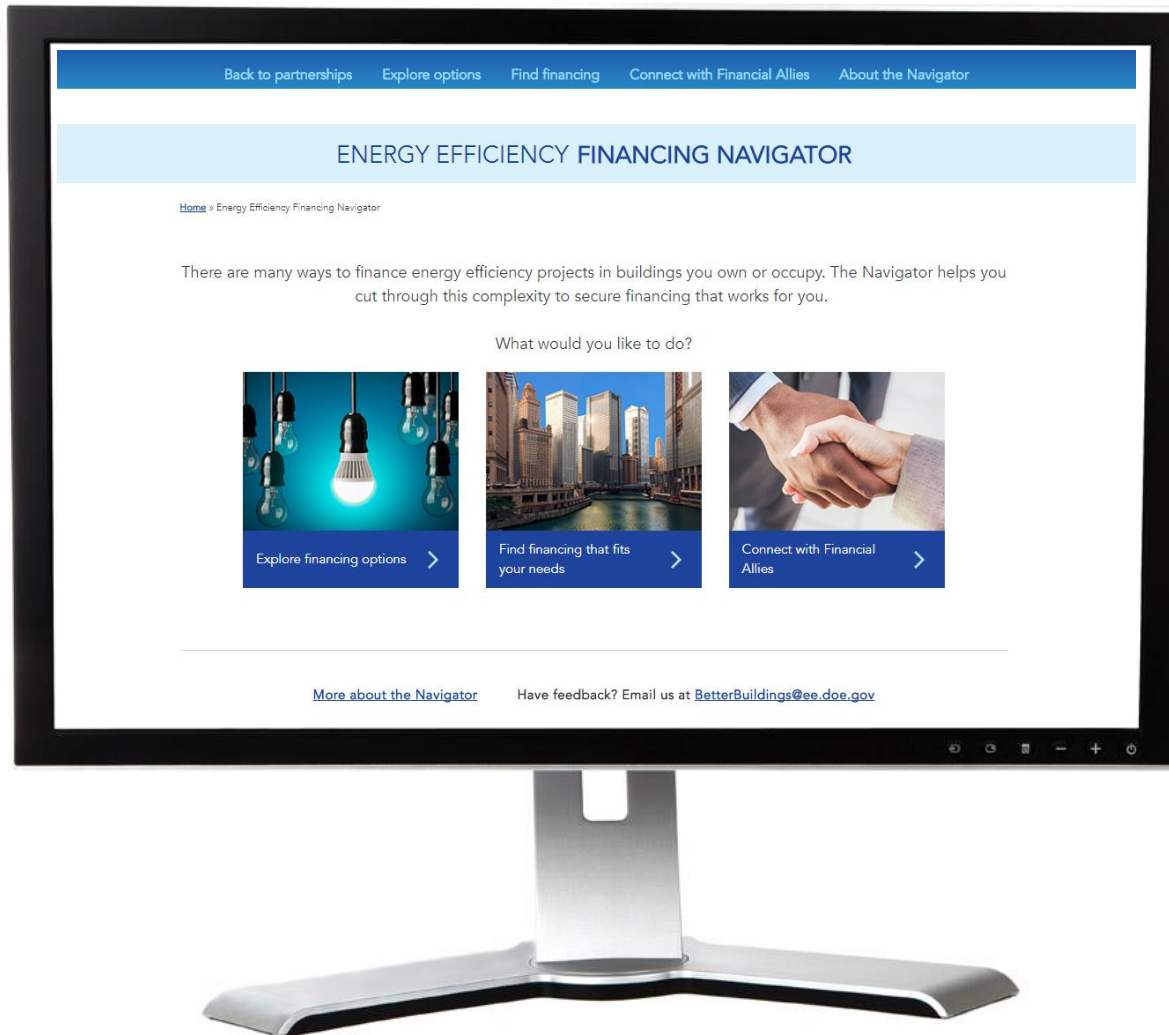 Back to partnerships Explore options Find financing Connect with Financial Allies About the Navigator
ENERGY EFFICIENCY FINANCING NAVIGATOR
Home » Energy Efficiency Financing Navigator
There are many ways to finance energy efficiency projects in buildings you own or occupy. The Navigator helps you
cut through this complexity to secure financing that works for you.
What would you like to do?
Explore financing options
Find financing that fits
your needs
Connect with Financial
Allies
More about the Navigator Have feedback? Email us at BetterBuildings@ee.doe.gov